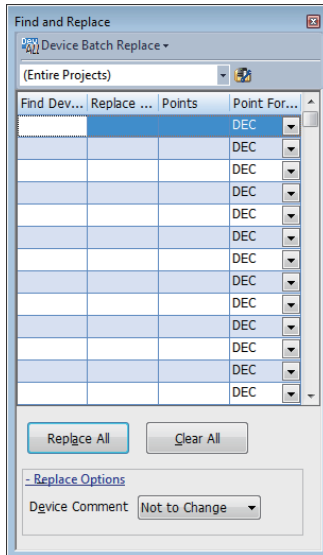 Find and Replace
Device Batch Replace
(Entire Projects)
Find Dev... Replace ... Points Point For...
DEC
DEC
DEC
DEC
DEC
DEC
DEC
DEC
DEC
DEC
DEC
DEC
DEC
Replace All Clear All
- Replace Options
Device Comment Not to Change